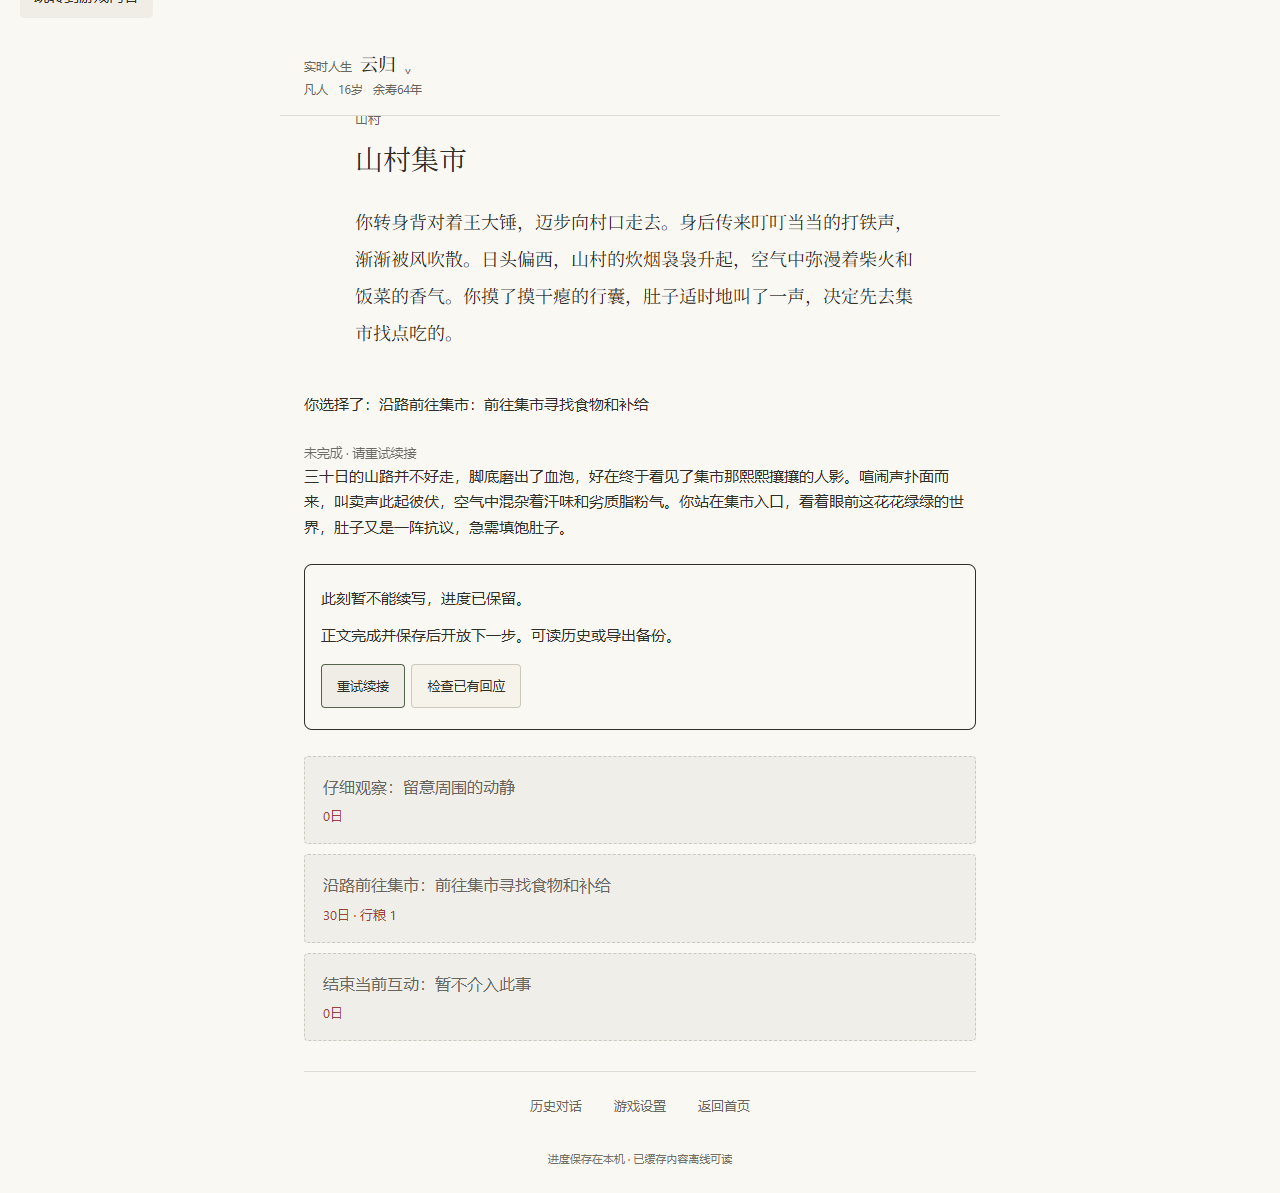 跳转到游戏内容
实时人生 云归
凡人 16岁 余寿64年
山村
山村集市
你转身背对着王大锤，迈步向村口走去。身后传来叮叮当当的打铁声，
渐渐被风吹散。日头偏西，山村的炊烟袅袅升起，空气中弥漫着柴火和
饭菜的香气。你摸了摸干瘪的行囊，肚子适时地叫了一声，决定先去集
市找点吃的。
你选择了：沿路前往集市：前往集市寻找食物和补给
未完成 · 请重试续接
三十日的山路并不好走，脚底磨出了血泡，好在终于看见了集市那熙熙攘攘的人影。喧闹声扑面而
来，叫卖声此起彼伏，空气中混杂着汗味和劣质脂粉气。你站在集市入口，看着眼前这花花绿绿的世
界，肚子又是一阵抗议，急需填饱肚子。
此刻暂不能续写，进度已保留。
正文完成并保存后开放下一步。可读历史或导出备份。
重试续接 检查已有回应
仔细观察：留意周围的动静
0日
沿路前往集市：前往集市寻找食物和补给
30日 · 行粮 1
结束当前互动：暂不介入此事
0日
历史对话 游戏设置 返回首页
进度保存在本机 · 已缓存内容离线可读